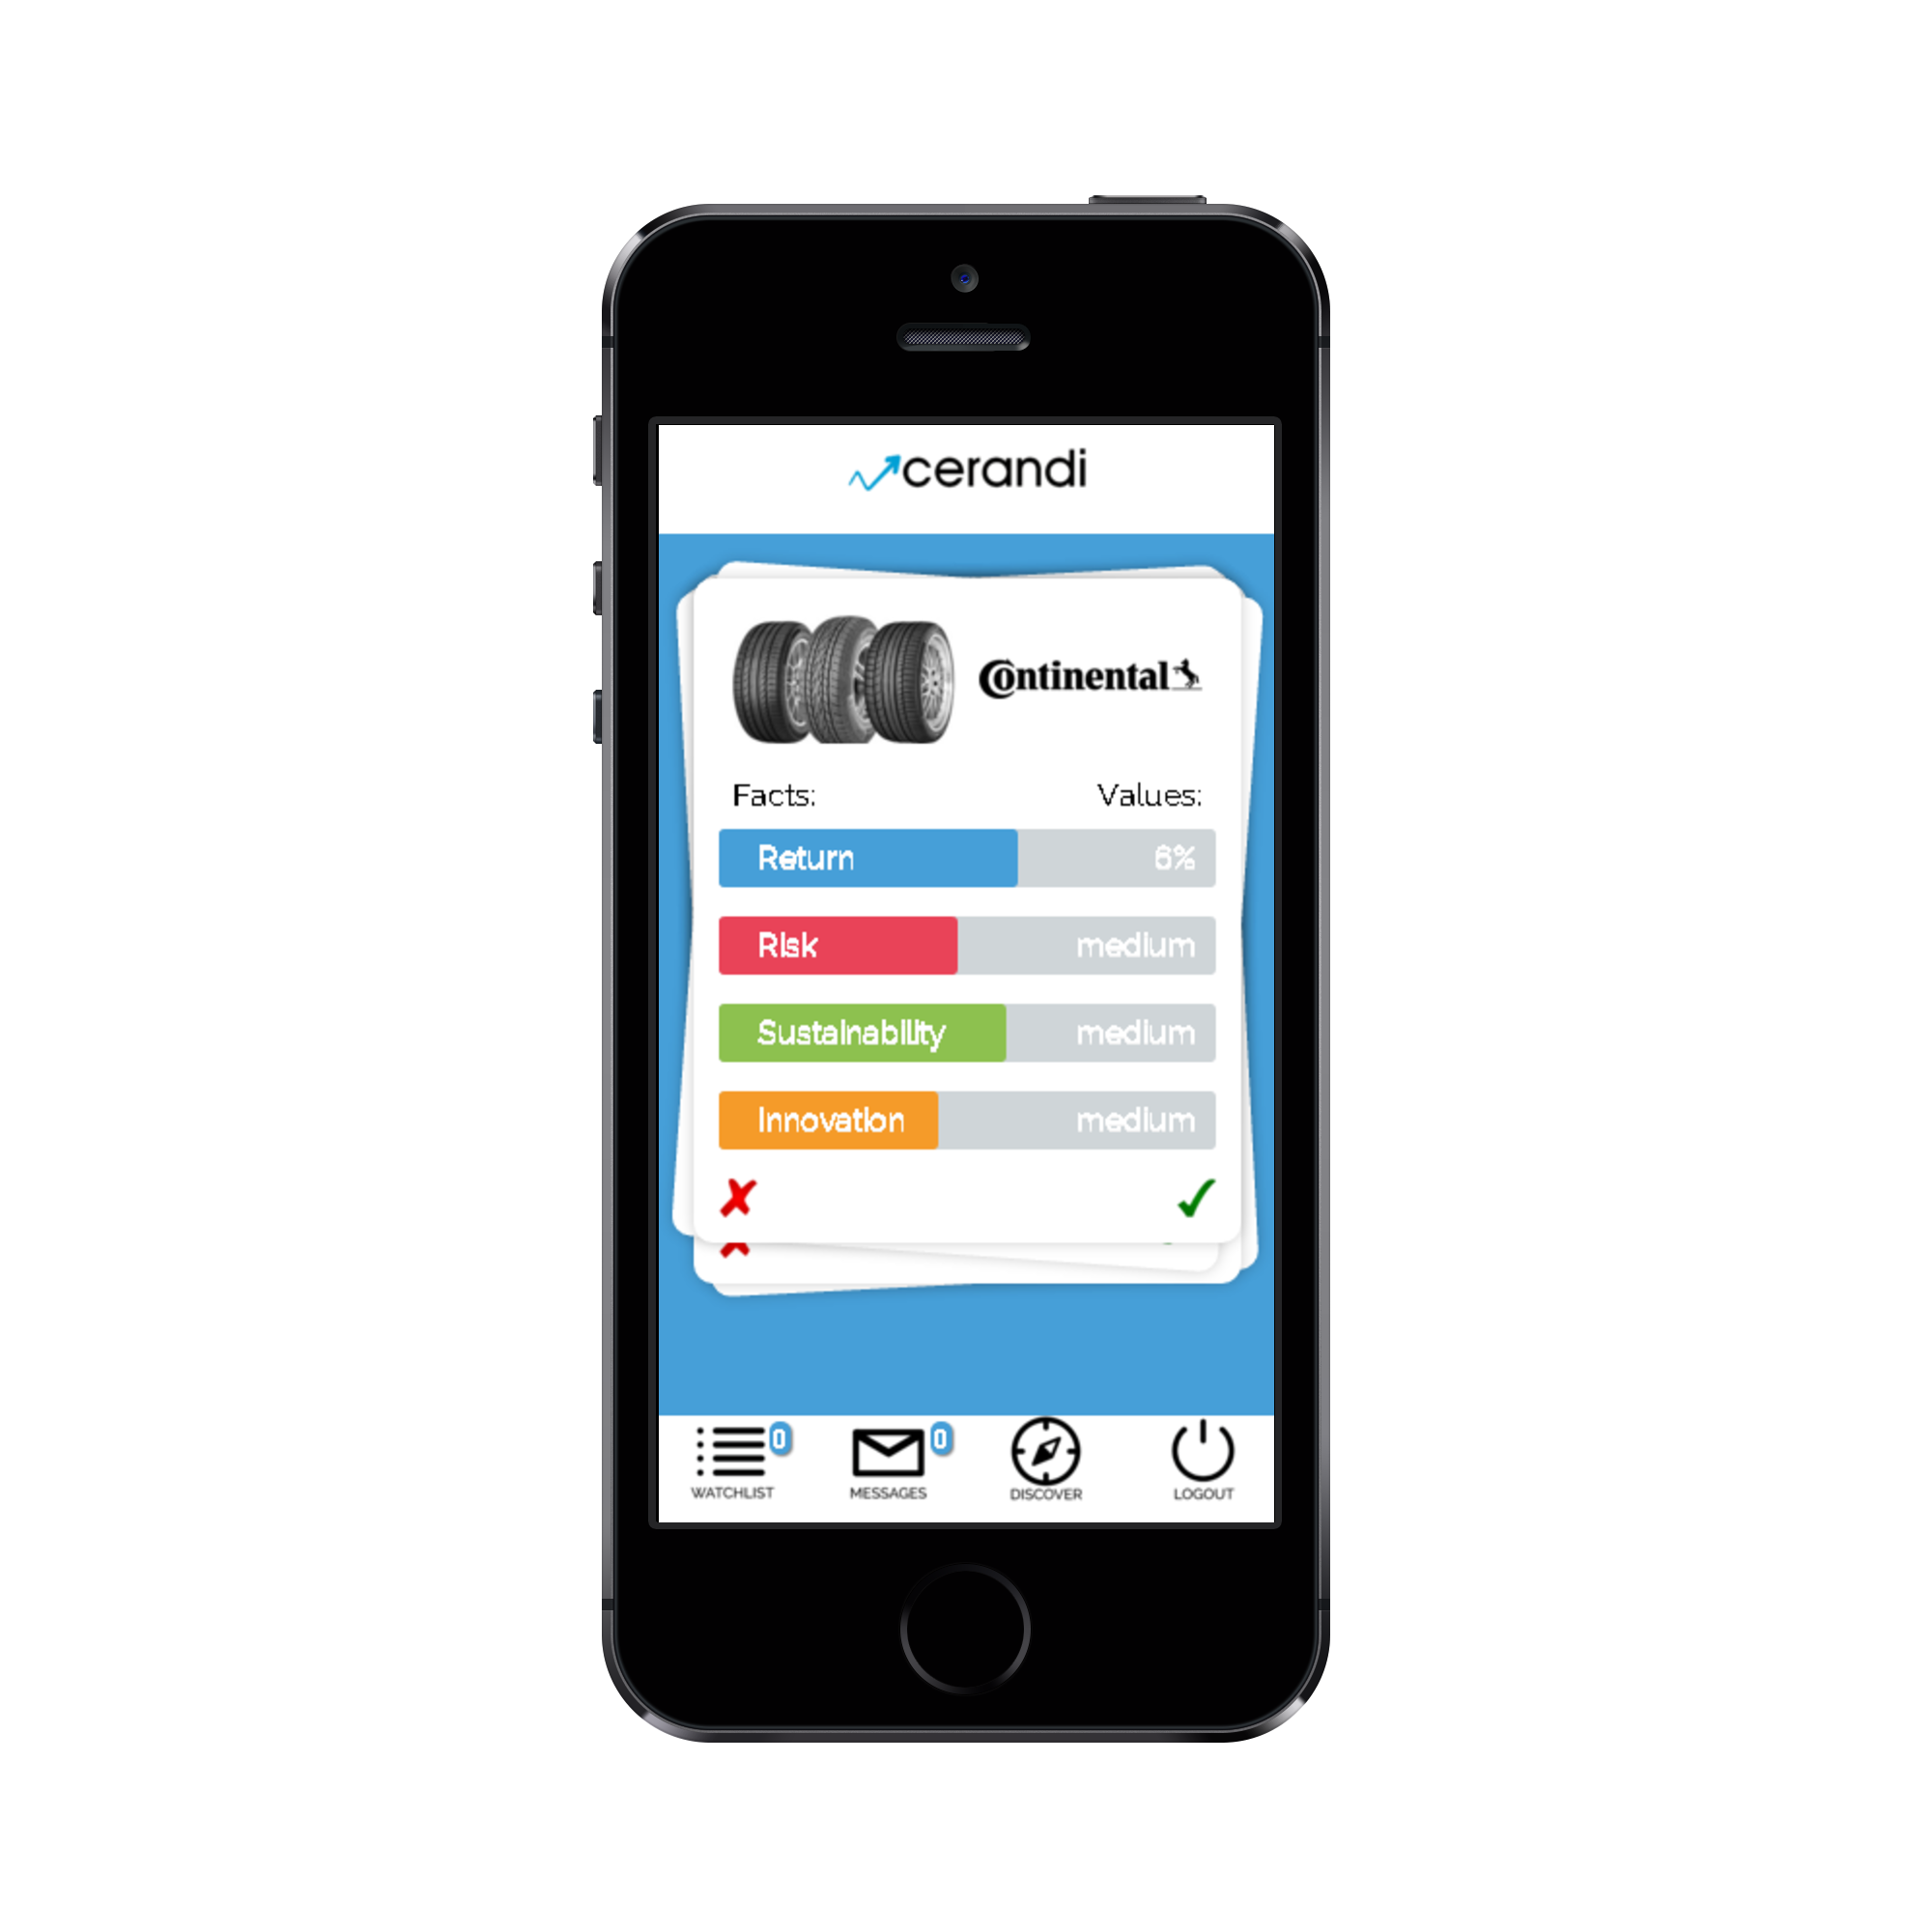 cerandi
Continental
Facts: Values:
Return 6%
Risk medium
Sustainability medium
Innovation medium
0 0
WATCHLIST MESSAGES DISCOVER LOGOUT